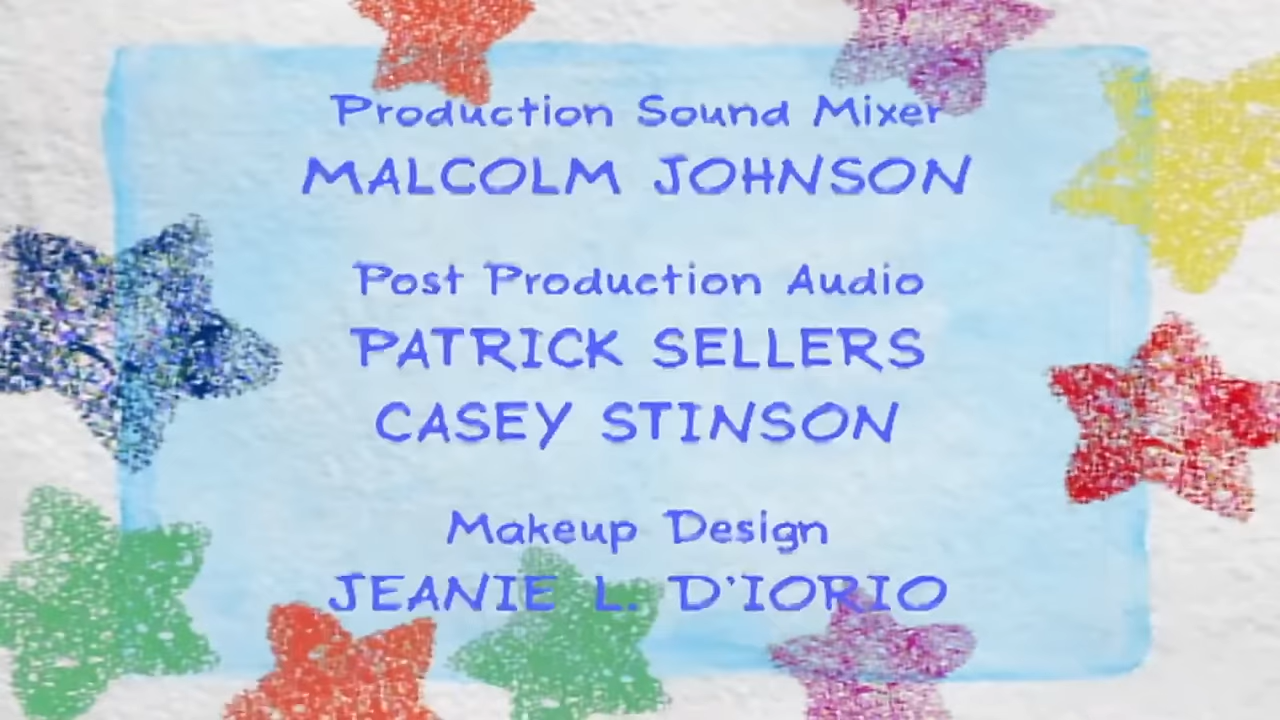 Production Sound Mixer
MALCOLM JOHNSON
Post Production Audio
PATRICK SELLERS
CASEY STINSON
Makeup Design
JEANIE L. D'IORIO